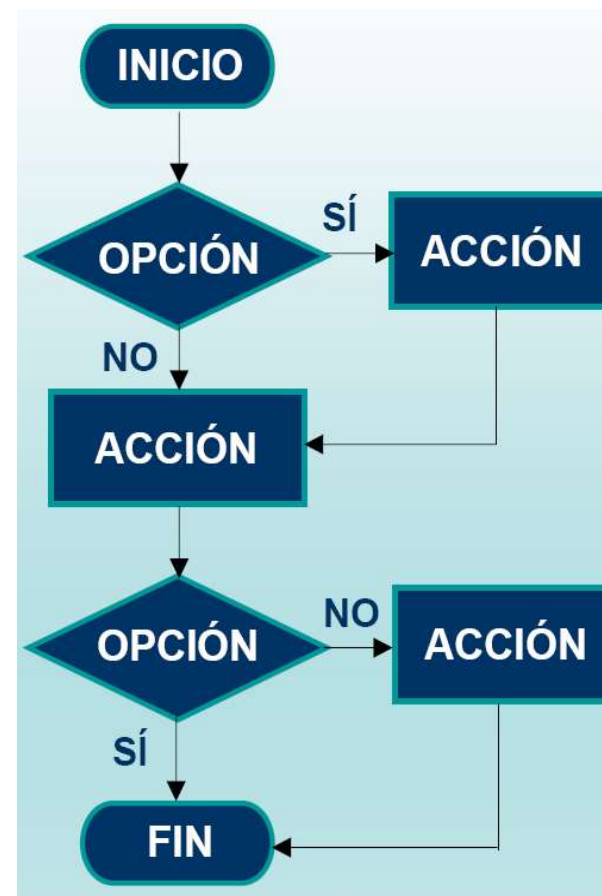 INICIO
OPCIÓN
SÍ
ACCIÓN
NO
ACCIÓN
OPCIÓN
NO
ACCIÓN
SÍ
FIN